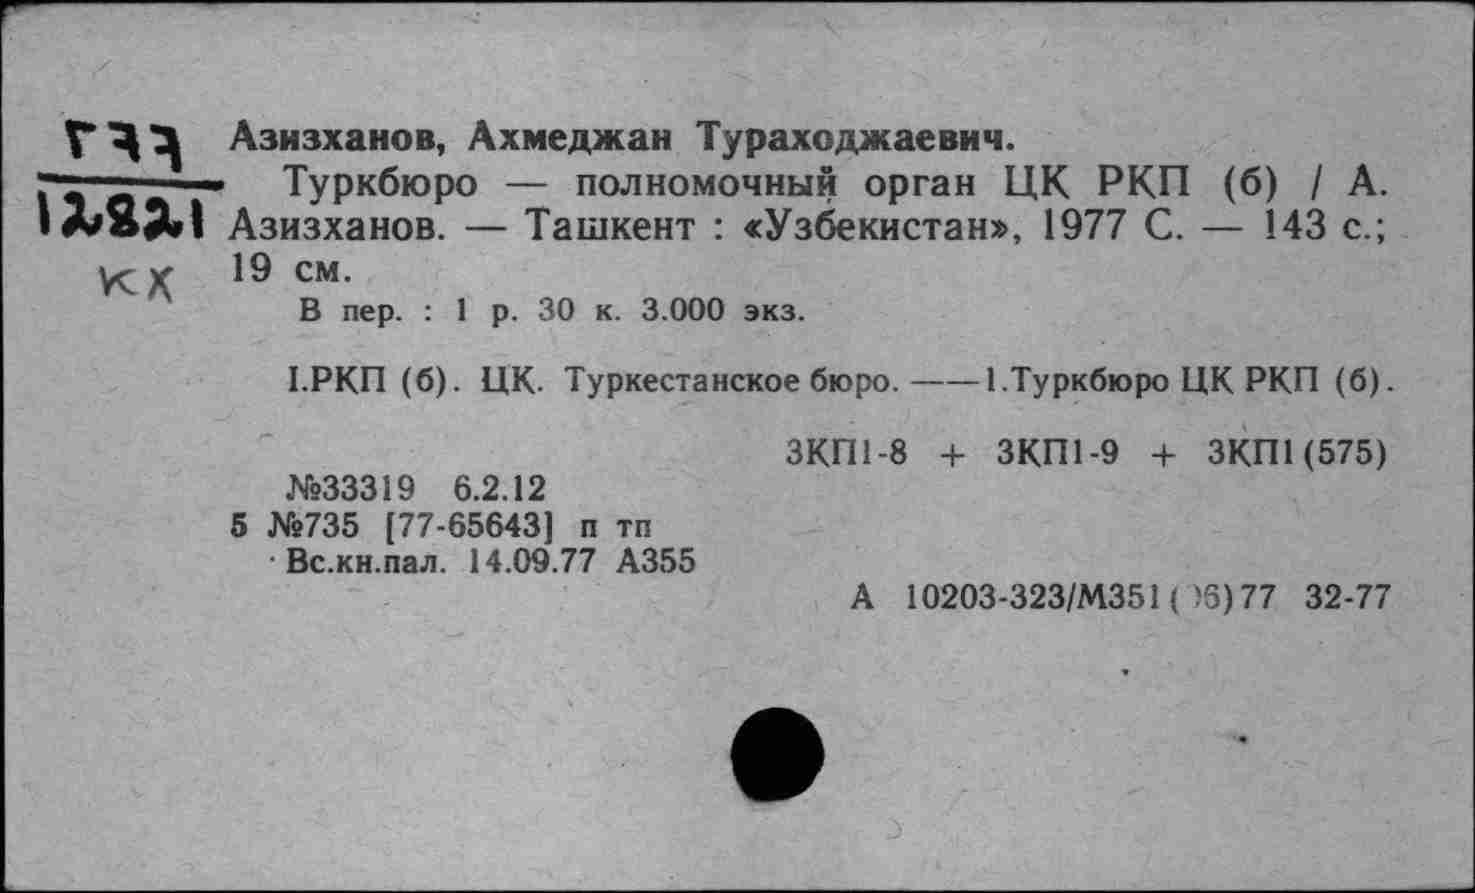 Г77
12821
КХ
Азизханов, Ахмеджан Тураходжаевич.
Туркбюро — полномочный орган ЦК РКП (б) / А.
Азизханов. — Ташкент : «Узбекистан», 1977 С. — 143 с.;
19 см.
В пер. : 1 р. 30 к. 3.000 экз.
I.РКП (б). ЦК. Туркестанское бюро. —— 1.Туркбюро ЦК РКП (б).
ЗКП1-8 + ЗКП1-9 + ЗКП1(575)
№33319 6.2.12
5 №735 [77-65643] п тп
Вс.кн.пал. 14.09.77 А355
А 10203-323/М351( 06)77 32-77